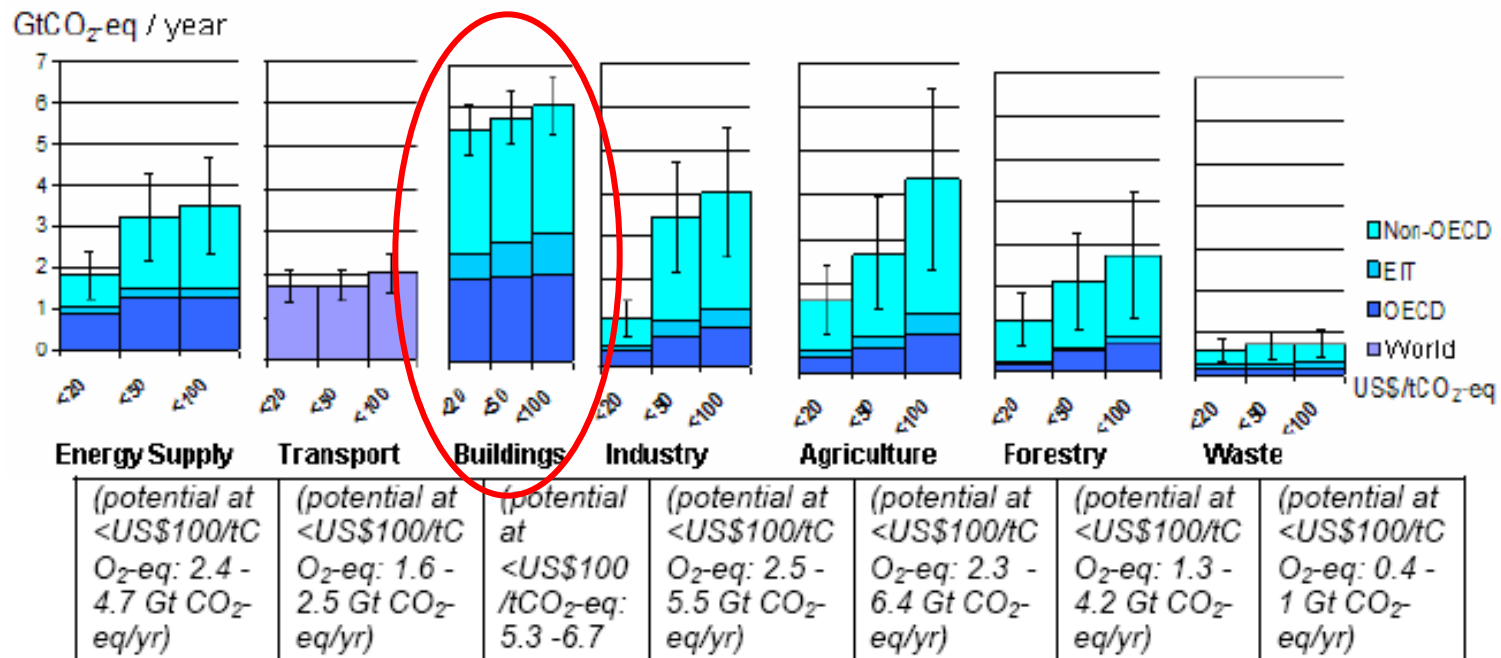 GtCO₂-eq / year
7
6
5
4
3
2
1
0
<20 <50 <100
<20 <50 <100
<20 <50 <100
<20 <50 <100
<20 <50 <100
<20 <50 <100
<20 <50 <100
Non-OECD
EIT
OECD
World
US$/tCO₂-eq
Energy Supply Transport Buildings Industry Agriculture Forestry Waste
(potential at
<US$100/tC
O₂-eq: 2.4 -
4.7 Gt CO₂-
eq/yr)
(potential at
<US$100/tC
O₂-eq: 1.6 -
2.5 Gt CO₂-
eq/yr)
(potential
at
<US$100
/tCO₂-eq:
5.3 -6.7
(potential at
<US$100/tC
O₂-eq: 2.5 -
5.5 Gt CO₂-
eq/yr)
(potential at
<US$100/tC
O₂-eq: 2.3 -
6.4 Gt CO₂-
eq/yr)
(potential at
<US$100/tC
O₂-eq: 1.3 -
4.2 Gt CO₂-
eq/yr)
(potential at
<US$100/tC
O₂-eq: 0.4 -
1 Gt CO₂-
eq/yr)